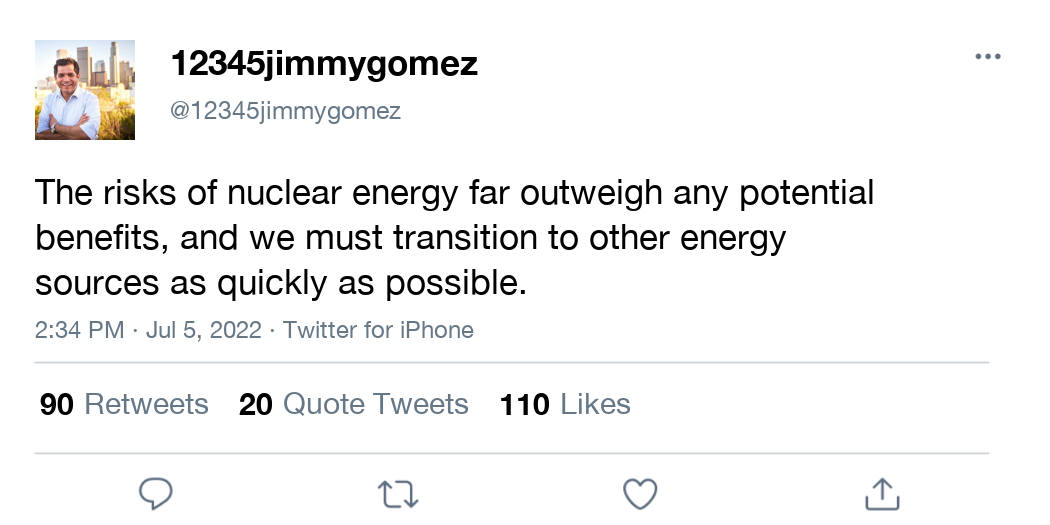 12345jimmygomez
@12345jimmygomez
The risks of nuclear energy far outweigh any potential
benefits, and we must transition to other energy
sources as quickly as possible.
2:34 PM · Jul 5, 2022 · Twitter for iPhone
90 Retweets 20 Quote Tweets 110 Likes